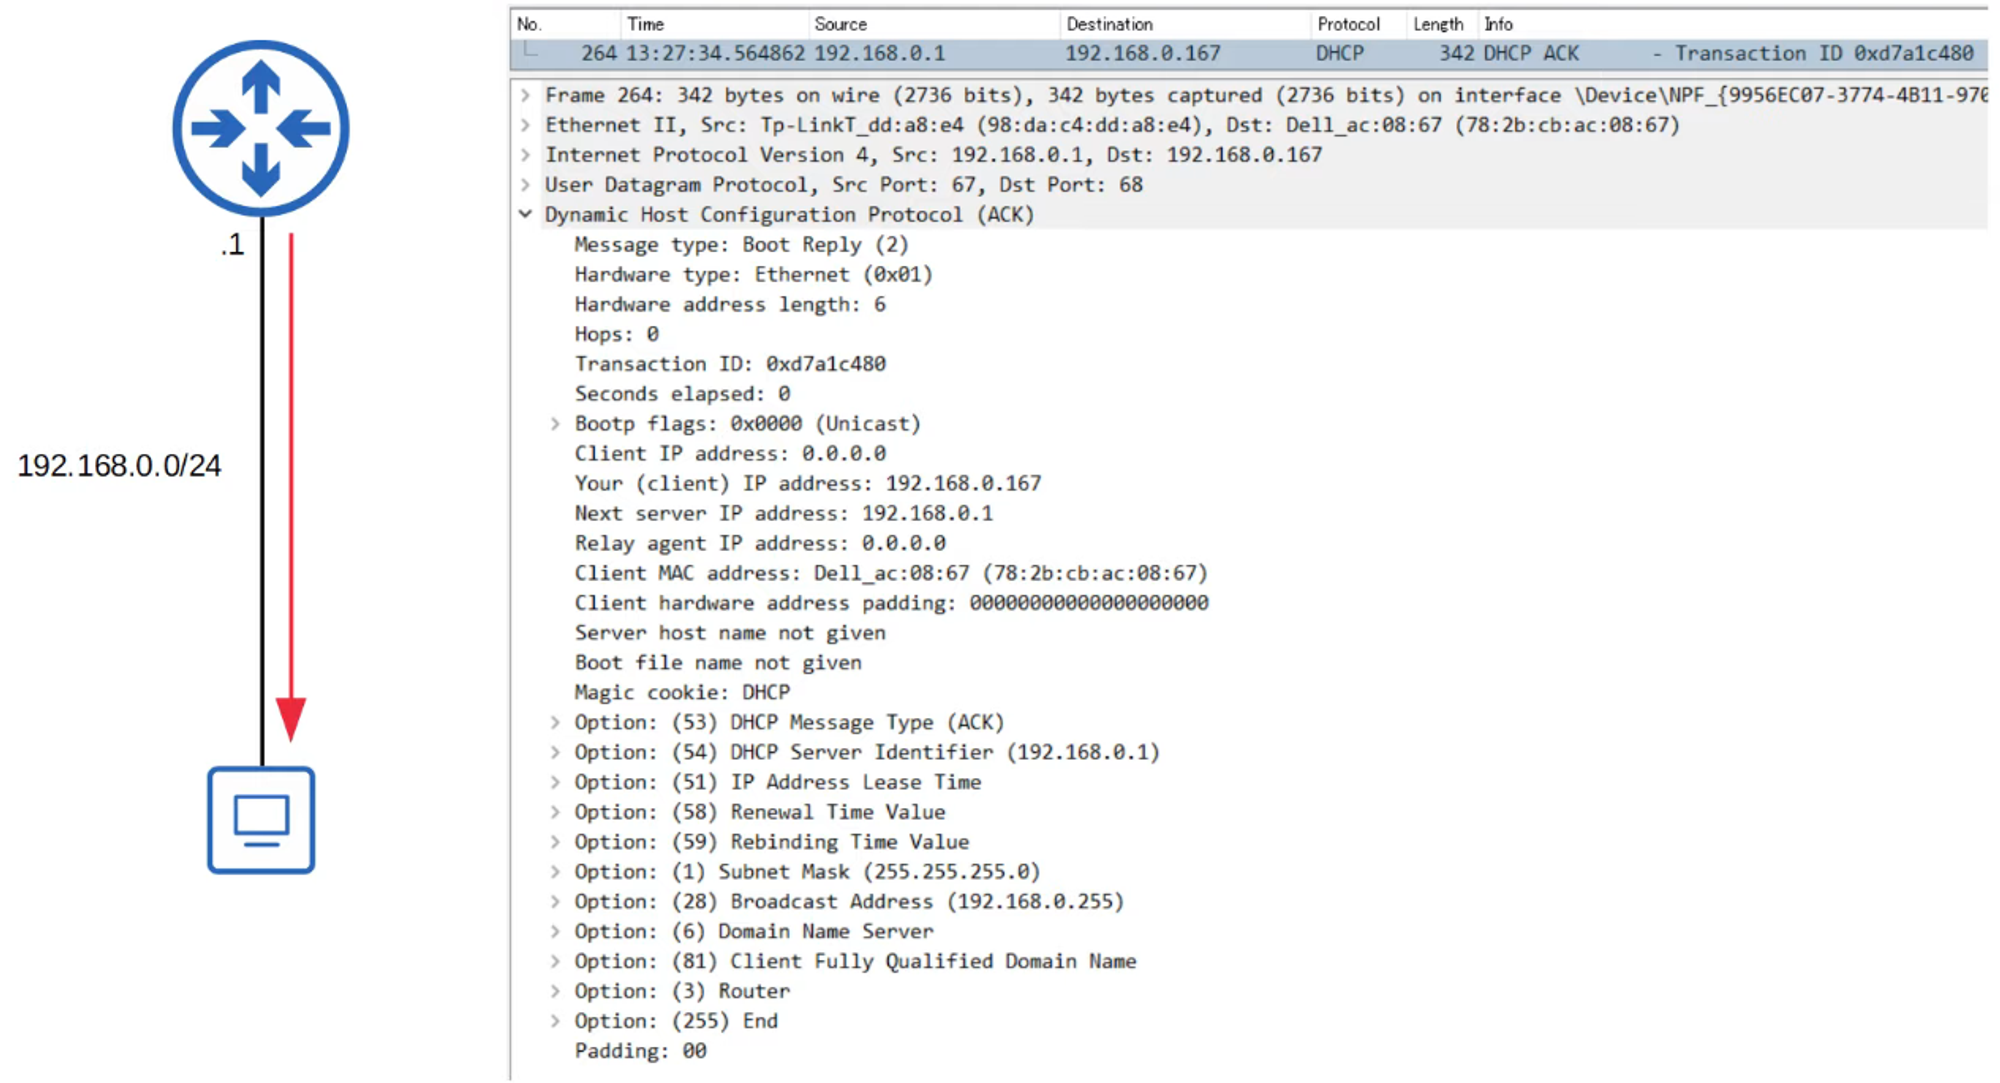 .1
192.168.0.0/24
No. Time Source Destination Protocol Length Info
264 13:27:34.564862 192.168.0.1 192.168.0.167 DHCP 342 DHCP ACK - Transaction ID 0xd7a1c480
Frame 264: 342 bytes on wire (2736 bits), 342 bytes captured (2736 bits) on interface \Device\NPF_{9956EC07-3774-4B11-970
Ethernet II, Src: Tp-LinkT_dd:a8:e4 (98:da:c4:dd:a8:e4), Dst: Dell_ac:08:67 (78:2b:cb:ac:08:67)
Internet Protocol Version 4, Src: 192.168.0.1, Dst: 192.168.0.167
User Datagram Protocol, Src Port: 67, Dst Port: 68
Dynamic Host Configuration Protocol (ACK)
Message type: Boot Reply (2)
Hardware type: Ethernet (0x01)
Hardware address length: 6
Hops: 0
Transaction ID: 0xd7a1c480
Seconds elapsed: 0
Bootp flags: 0x0000 (Unicast)
Client IP address: 0.0.0.0
Your (client) IP address: 192.168.0.167
Next server IP address: 192.168.0.1
Relay agent IP address: 0.0.0.0
Client MAC address: Dell_ac:08:67 (78:2b:cb:ac:08:67)
Client hardware address padding: 00000000000000000000
Server host name not given
Boot file name not given
Magic cookie: DHCP
Option: (53) DHCP Message Type (ACK)
Option: (54) DHCP Server Identifier (192.168.0.1)
Option: (51) IP Address Lease Time
Option: (58) Renewal Time Value
Option: (59) Rebinding Time Value
Option: (1) Subnet Mask (255.255.255.0)
Option: (28) Broadcast Address (192.168.0.255)
Option: (6) Domain Name Server
Option: (81) Client Fully Qualified Domain Name
Option: (3) Router
Option: (255) End
Padding: 00